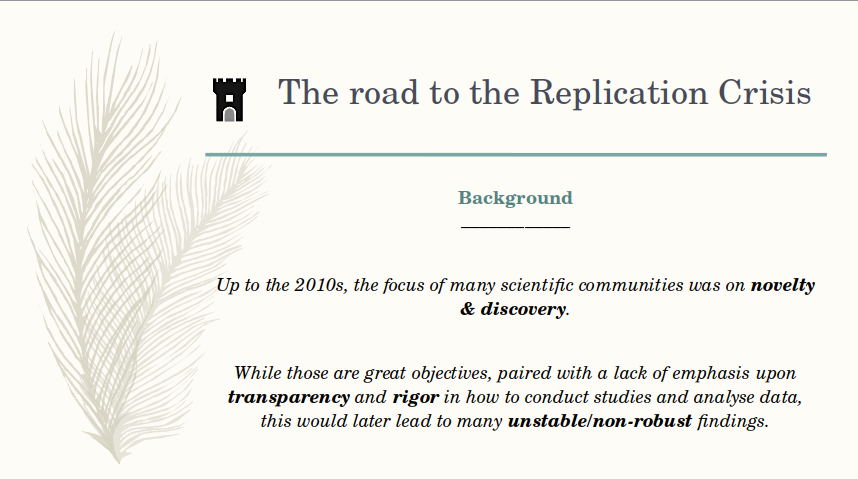 The road to the Replication Crisis
Background
Up to the 2010s, the focus of many scientific communities was on novelty
& discovery.
While those are great objectives, paired with a lack of emphasis upon
transparency and rigor in how to conduct studies and analyse data,
this would later lead to many unstable/non-robust findings.